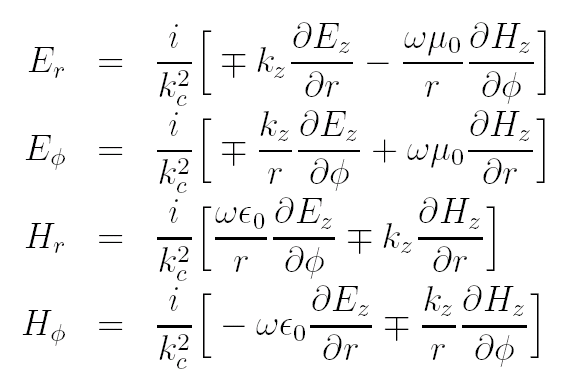 E_r = \frac{i}{k_c^2} \Big[ \mp k_z \frac{\partial E_z}{\partial r} - \frac{\omega \mu_0}{r} \frac{\partial H_z}{\partial \phi} \Big]
E_\phi = \frac{i}{k_c^2} \Big[ \mp \frac{k_z}{r} \frac{\partial E_z}{\partial \phi} + \omega \mu_0 \frac{\partial H_z}{\partial r} \Big]
H_r = \frac{i}{k_c^2} \Big[ \frac{\omega \epsilon_0}{r} \frac{\partial E_z}{\partial \phi} \mp k_z \frac{\partial H_z}{\partial r} \Big]
H_\phi = \frac{i}{k_c^2} \Big[ - \omega \epsilon_0 \frac{\partial E_z}{\partial r} \mp \frac{k_z}{r} \frac{\partial H_z}{\partial \phi} \Big]